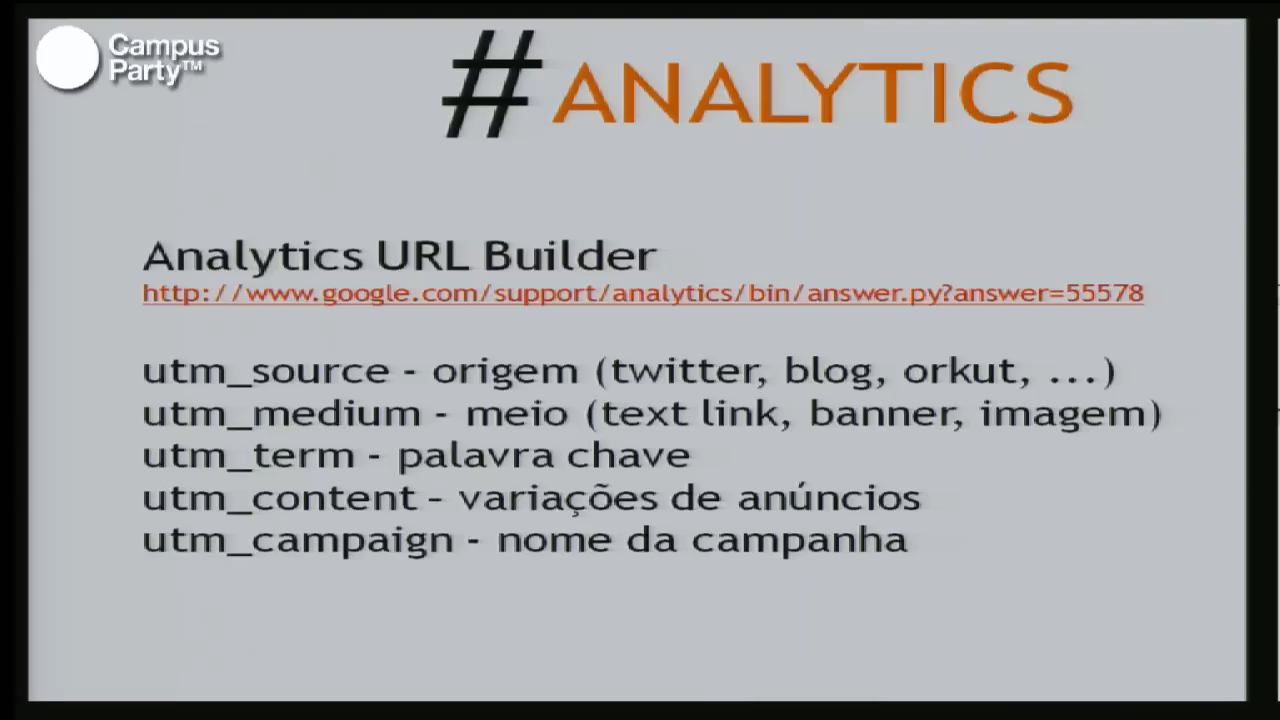 Campus
Party™
#ANALYTICS
Analytics URL Builder
http://www.google.com/support/analytics/bin/answer.py?answer=55578
utm_source - origem (twitter, blog, orkut, ...)
utm_medium - meio (text link, banner, imagem)
utm_term - palavra chave
utm_content - variações de anúncios
utm_campaign - nome da campanha